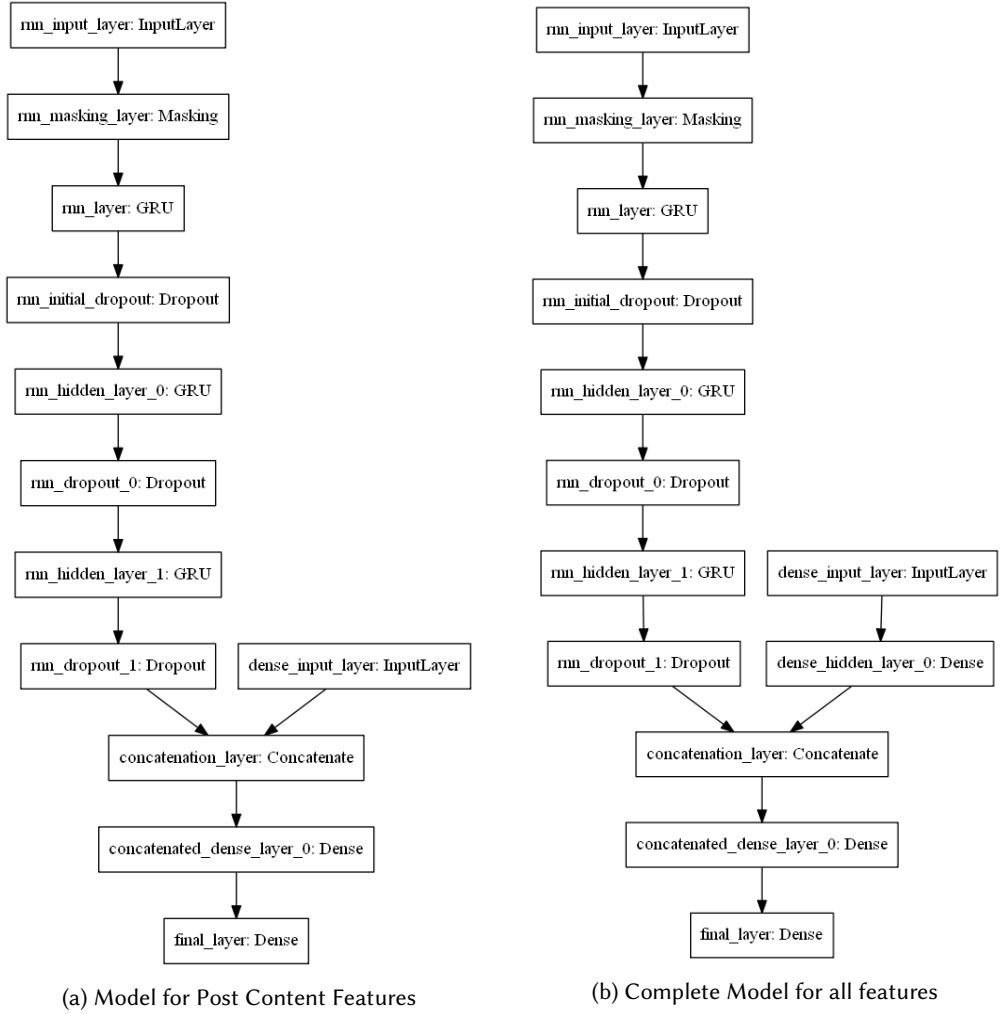 rnn_input_layer: InputLayer
rnn_masking_layer: Masking
rnn_layer: GRU
rnn_initial_dropout: Dropout
rnn_hidden_layer_0: GRU
rnn_dropout_0: Dropout
rnn_hidden_layer_1: GRU
rnn_dropout_1: Dropout
dense_input_layer: InputLayer
concatenation_layer: Concatenate
concatenated_dense_layer_0: Dense
final_layer: Dense
(a) Model for Post Content Features
rnn_input_layer: InputLayer
rnn_masking_layer: Masking
rnn_layer: GRU
rnn_initial_dropout: Dropout
rnn_hidden_layer_0: GRU
rnn_dropout_0: Dropout
rnn_hidden_layer_1: GRU
dense_input_layer: InputLayer
rnn_dropout_1: Dropout
dense_hidden_layer_0: Dense
concatenation_layer: Concatenate
concatenated_dense_layer_0: Dense
final_layer: Dense
(b) Complete Model for all features